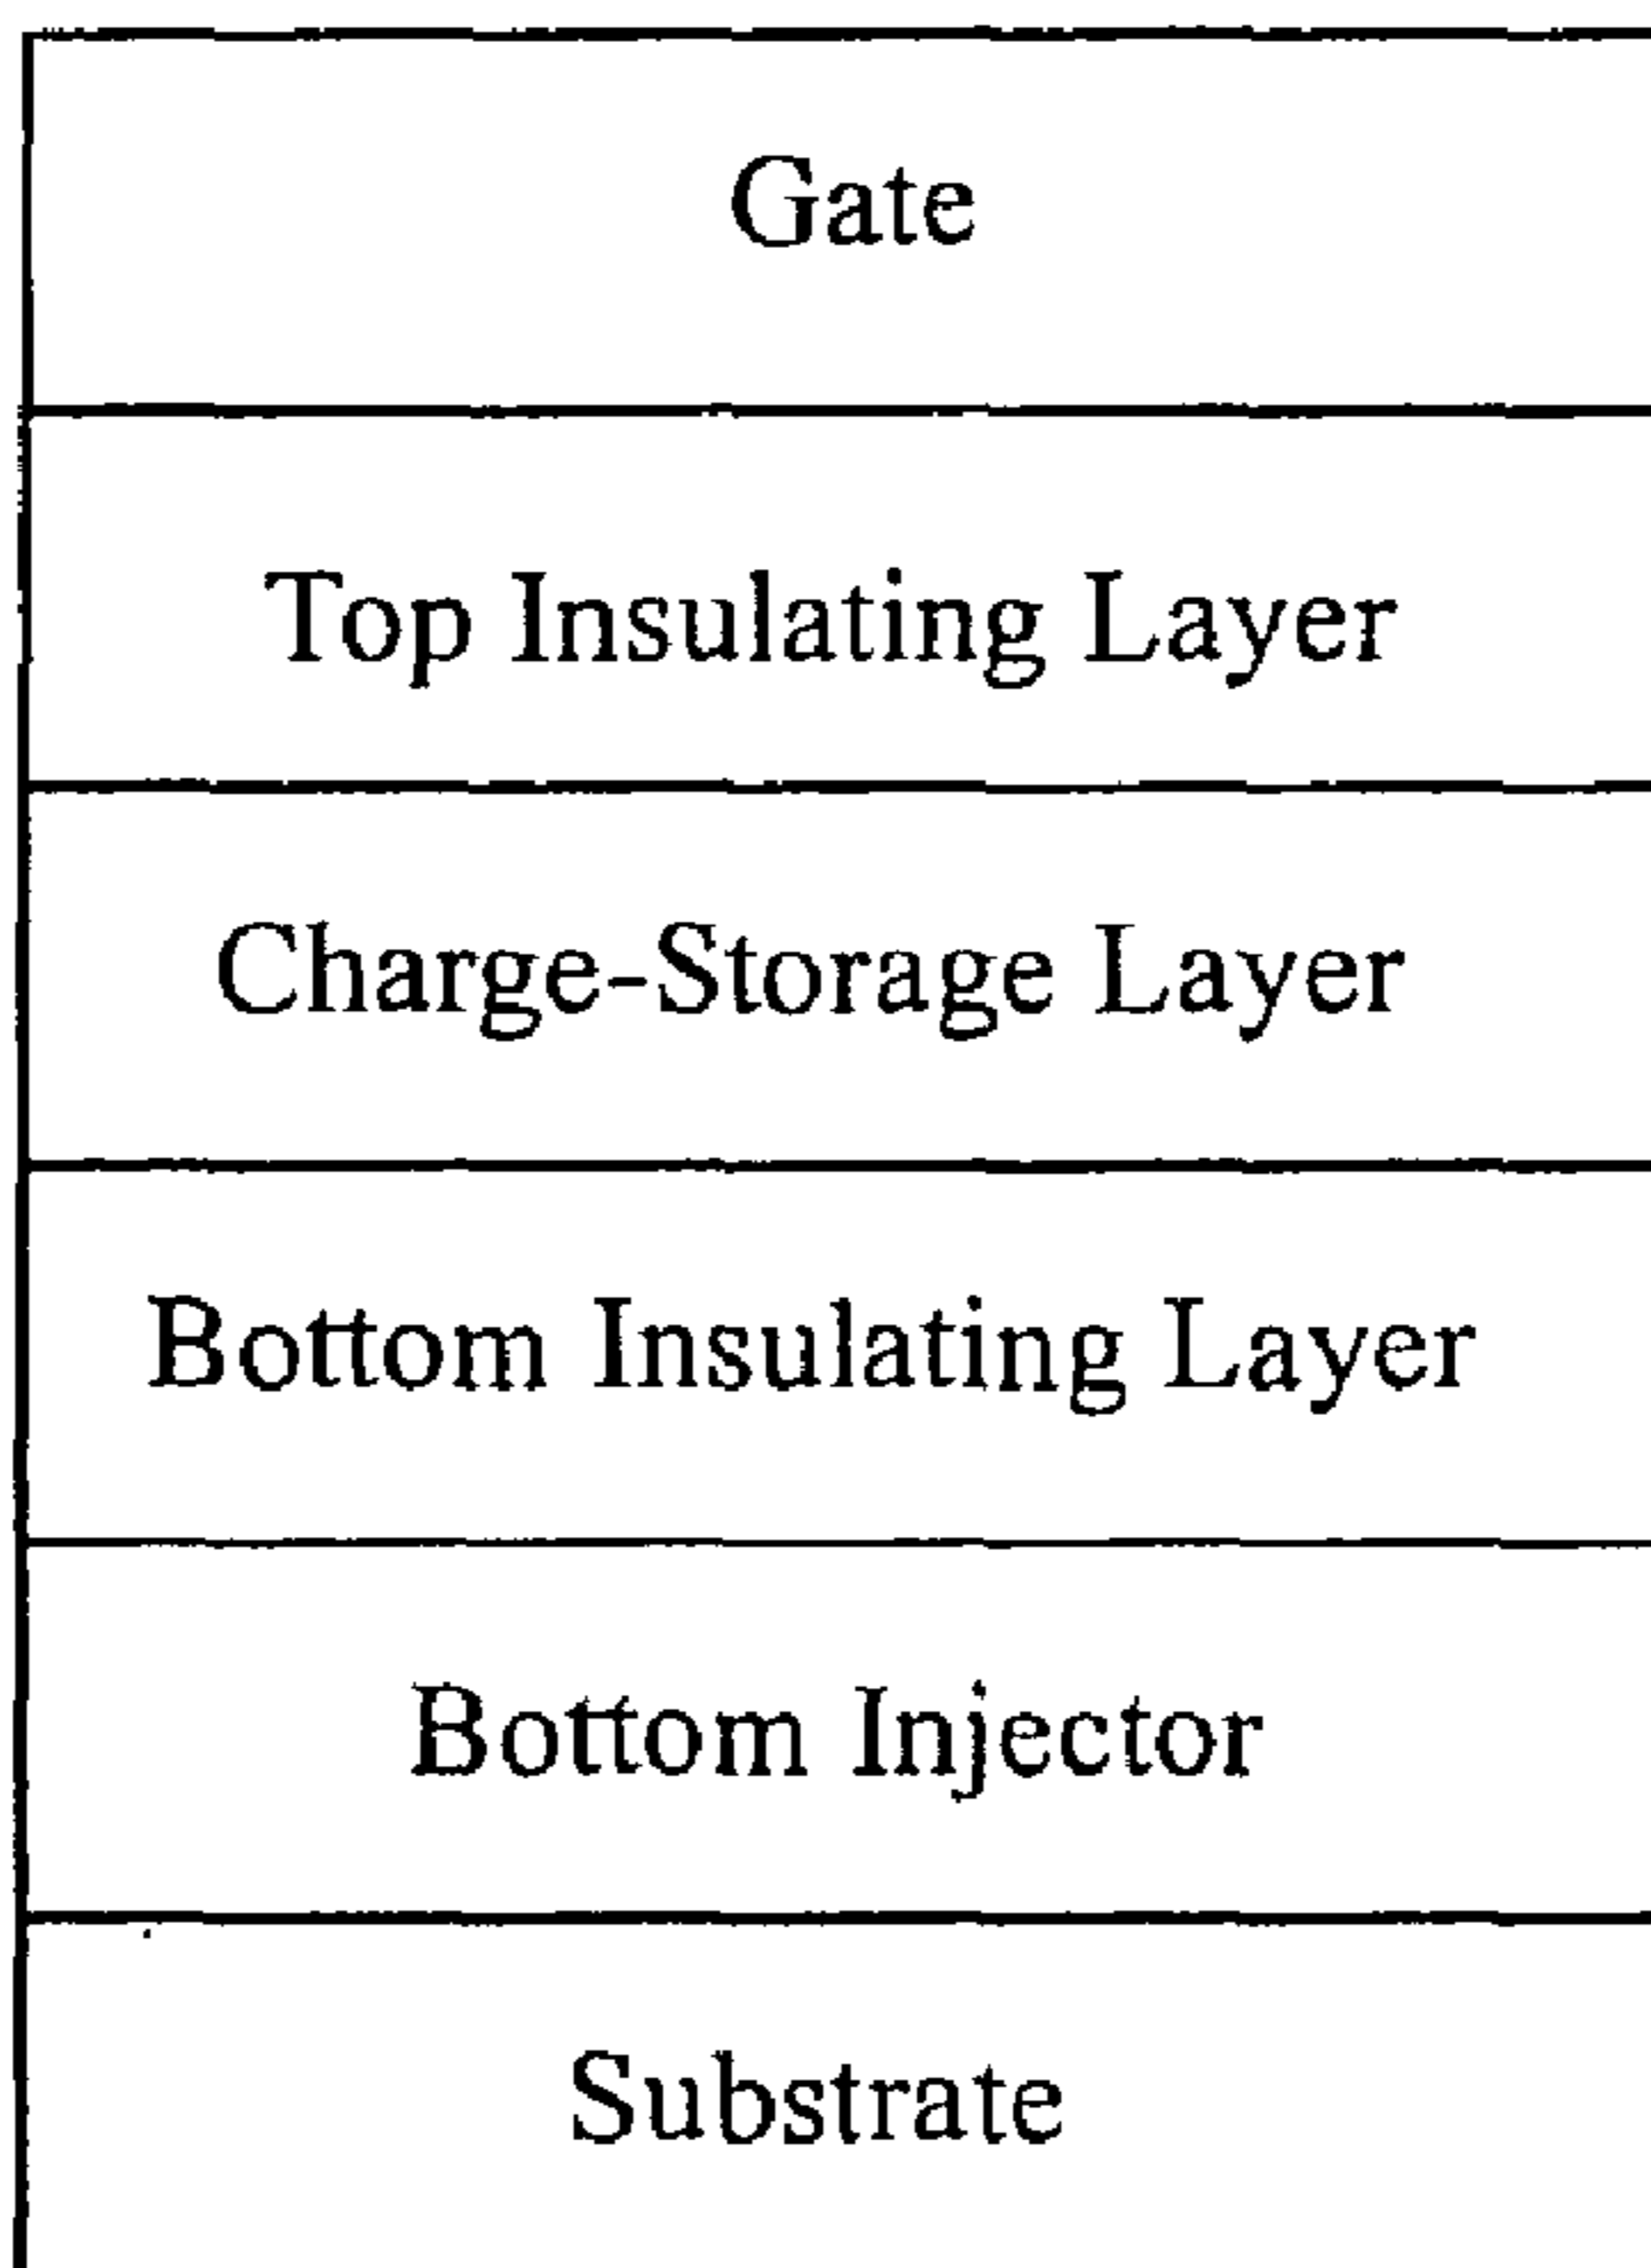 Gate
Top Insulating Layer
Charge-Storage Layer
Bottom Insulating Layer
Bottom Injector
Substrate